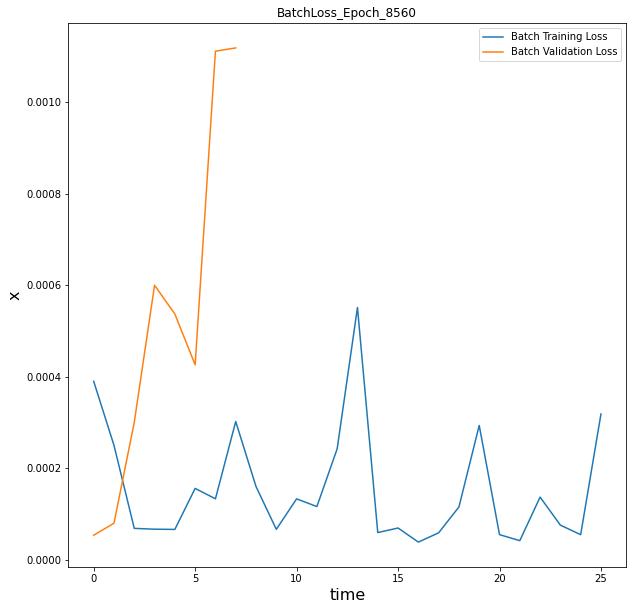 BatchLoss_Epoch_8560
Batch Training Loss
Batch Validation Loss
0.0010
0.0008
0.0006
0.0004
0.0002
0.0000
x
0 5 10 15 20 25
time